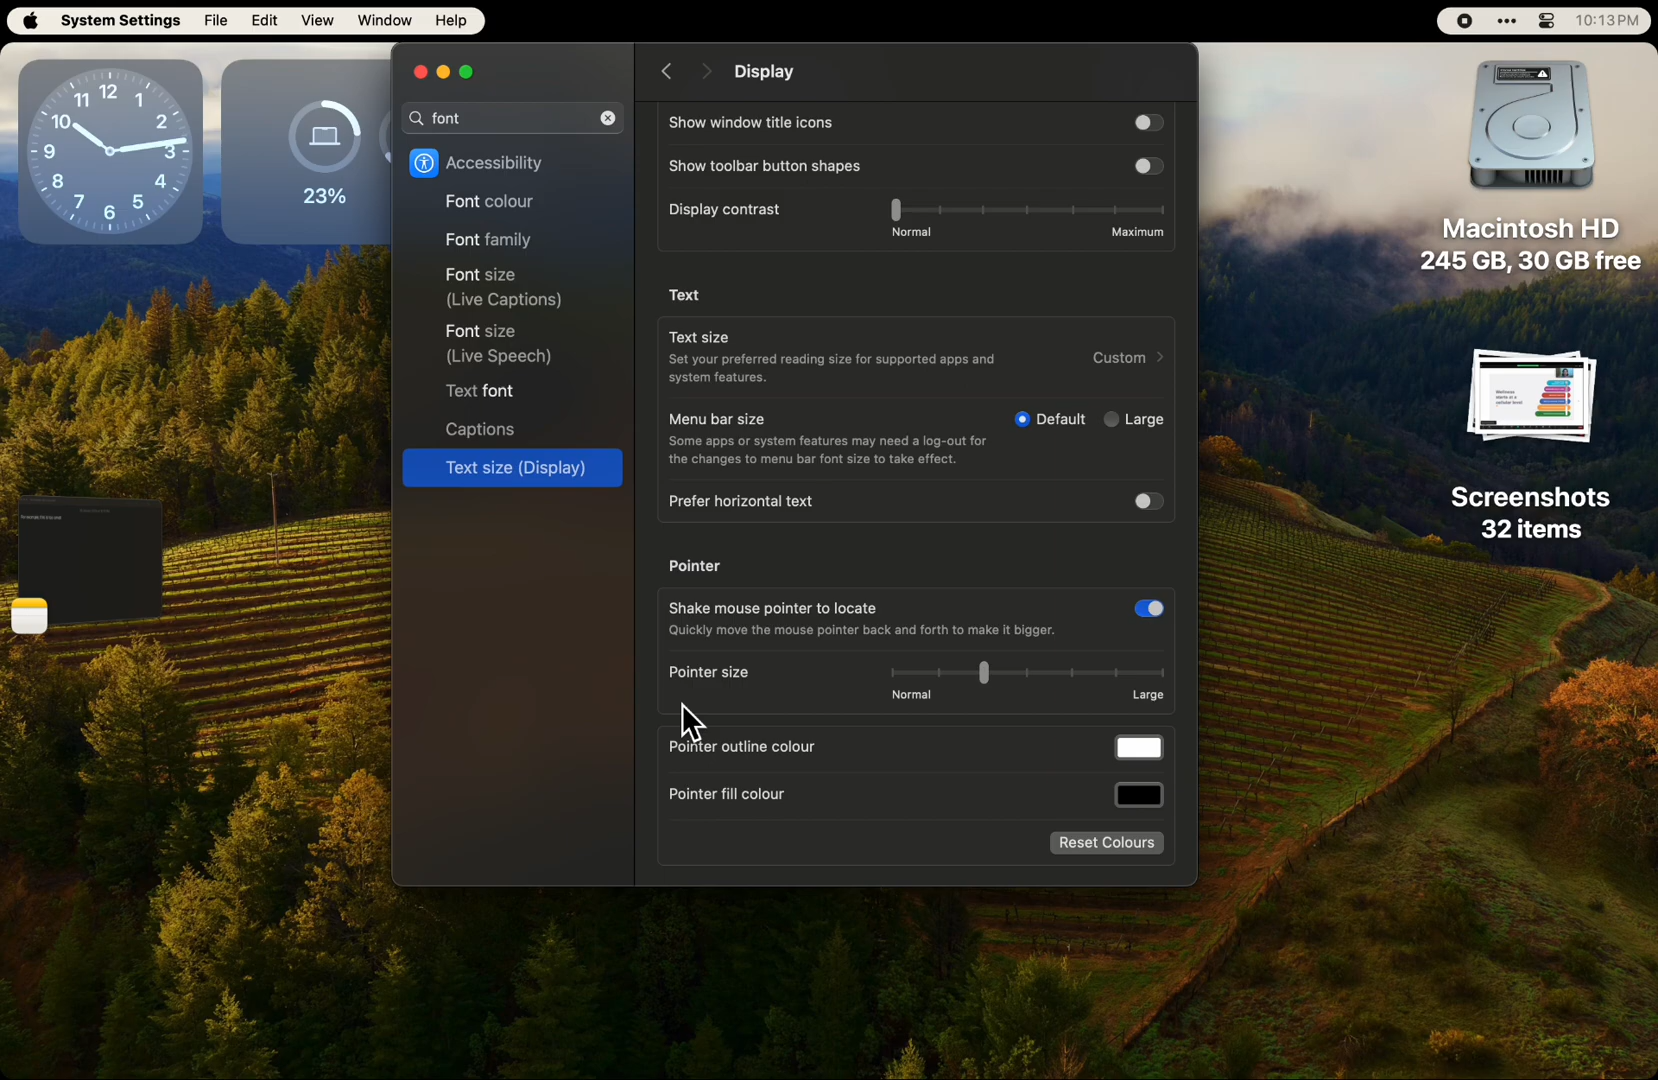 System Settings File Edit View Window Help
10:13 PM
12
11 1
10 2
9 3
8 4
7 5
6
23%
font
Accessibility
Font colour
Font family
Font size
(Live Captions)
Font size
(Live Speech)
Text font
Captions
Text size (Display)
Display
Show window title icons
Show toolbar button shapes
Display contrast
Normal Maximum
Text
Text size
Set your preferred reading size for supported apps and
system features.
Custom
Menu bar size
Default Large
Some apps or system features may need a log-out for
the changes to menu bar font size to take effect.
Prefer horizontal text
Pointer
Shake mouse pointer to locate
Quickly move the mouse pointer back and forth to make it bigger.
Pointer size
Normal Large
Pointer outline colour
Pointer fill colour
Reset Colours
Macintosh HD
245 GB, 30 GB free
Screenshots
32 items